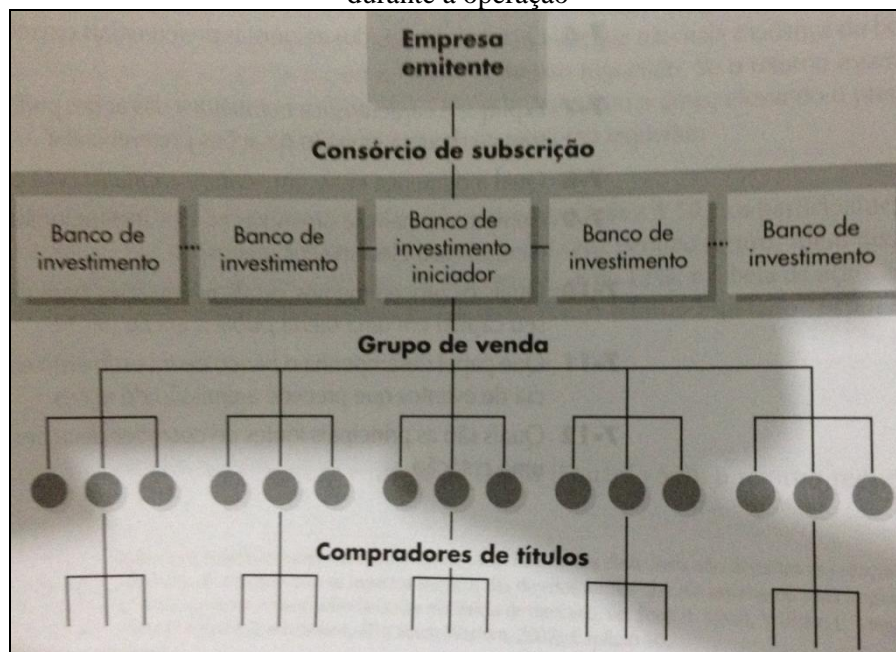 durante a operação
Empresa
emitente
Consórcio de subscrição
Banco de
investimento
Banco de
investimento
Banco de
investimento
iniciador
Banco de
investimento
Banco de
investimento
Grupo de venda
Compradores de títulos